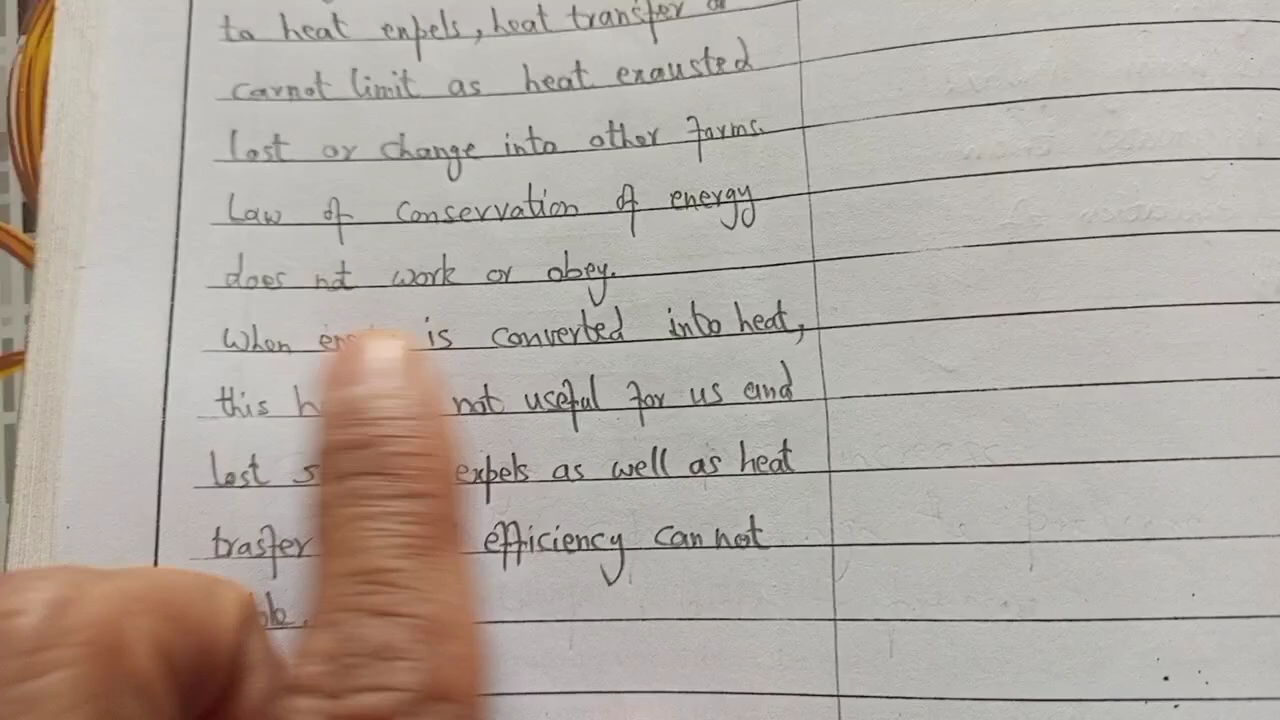 to heat enpels, heat transfer or
carnot limit as heat exausted
lost or change into other forms.
Law of conservation of energy
does not work or obey.
When is converted into heat,
this not useful for us and
lost expels as well as heat
trasfer efficiency can not